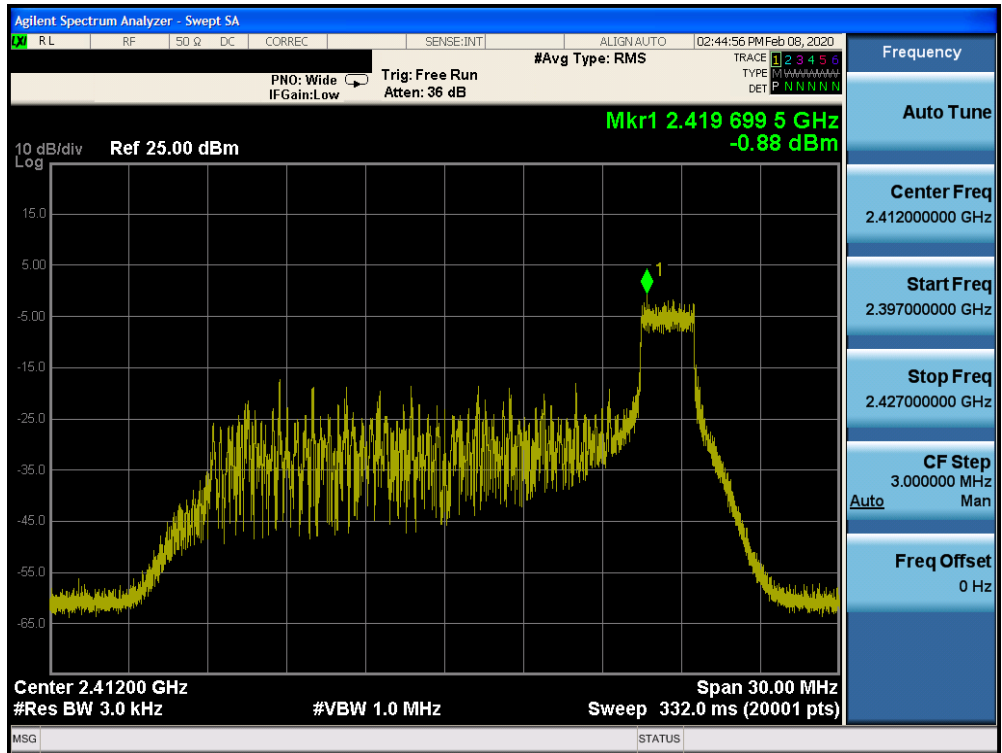 Agilent Spectrum Analyzer - Swept SA
LXI RL RF 50 Ω DC CORREC SENSE:INT ALIGNAUTO 02:44:56 PM Feb 08, 2020
#Avg Type: RMS TRACE 1 2 3 4 5 6
PNO: Wide Trig: Free Run TYPE MWWWWW
IFGain:Low Atten: 36 dB DET P N N N N N
Mkr1 2.419 699 5 GHz
-0.88 dBm
10 dB/div Ref 25.00 dBm
Log
15.0
5.00
1
-5.00
-15.0
-25.0
-35.0
-45.0
-55.0
-65.0
Center 2.41200 GHz Span 30.00 MHz
#Res BW 3.0 kHz #VBW 1.0 MHz Sweep 332.0 ms (20001 pts)
MSG STATUS
Frequency
Auto Tune
Center Freq
2.412000000 GHz
Start Freq
2.397000000 GHz
Stop Freq
2.427000000 GHz
CF Step
3.000000 MHz
Auto Man
Freq Offset
0 Hz